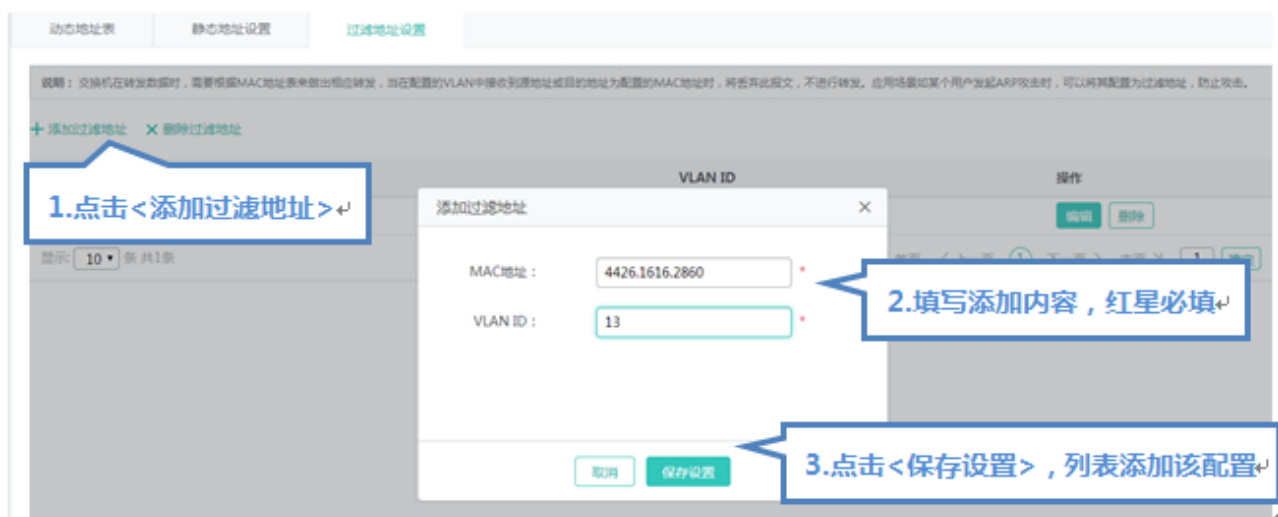 动态地址表 静态地址设置 过滤地址设置
说明：交换机在转发数据时，需要根据MAC地址表来做出相应转发，当在配置的VLAN中接收到源地址或目的地址为配置的MAC地址时，将丢弃此报文，不进行转发。应用场景如某个用户发起ARP攻击时，可以将其配置为过滤地址，防止攻击。
+ 添加过滤地址 × 删除过滤地址
VLAN ID 操作
1.点击<添加过滤地址>↵
添加过滤地址 ×
编辑 删除
显示: 10 条 共1条
MAC地址： 4426.1616.2860 *
2.填写添加内容，红星必填↵
VLAN ID： 13 *
3.点击<保存设置>，列表添加该配置↵
取消 保存设置